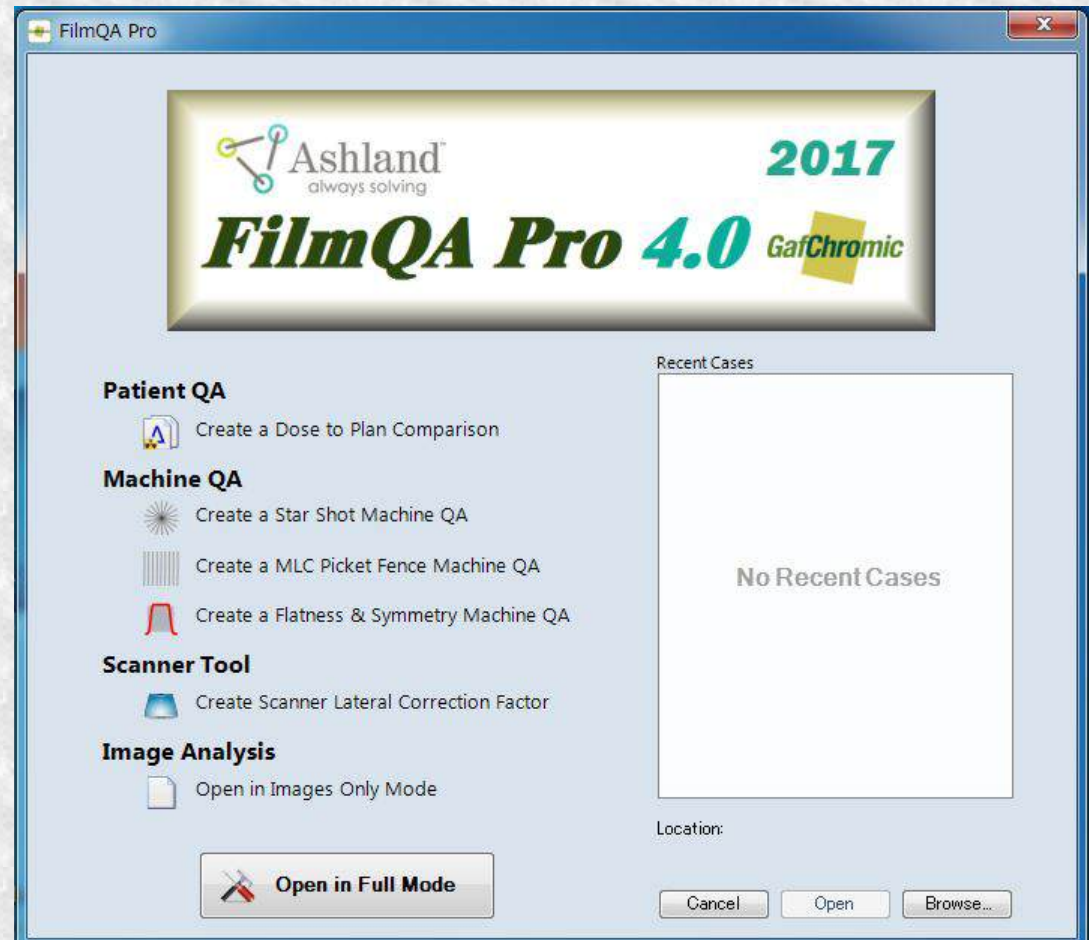 FilmQA Pro
Ashland™
always solving
2017
FilmQA Pro 4.0
GafChromic
Patient QA
Create a Dose to Plan Comparison
Machine QA
Create a Star Shot Machine QA
Create a MLC Picket Fence Machine QA
Create a Flatness & Symmetry Machine QA
Scanner Tool
Create Scanner Lateral Correction Factor
Image Analysis
Open in Images Only Mode
Open in Full Mode
Recent Cases
No Recent Cases
Location:
Cancel
Open
Browse...